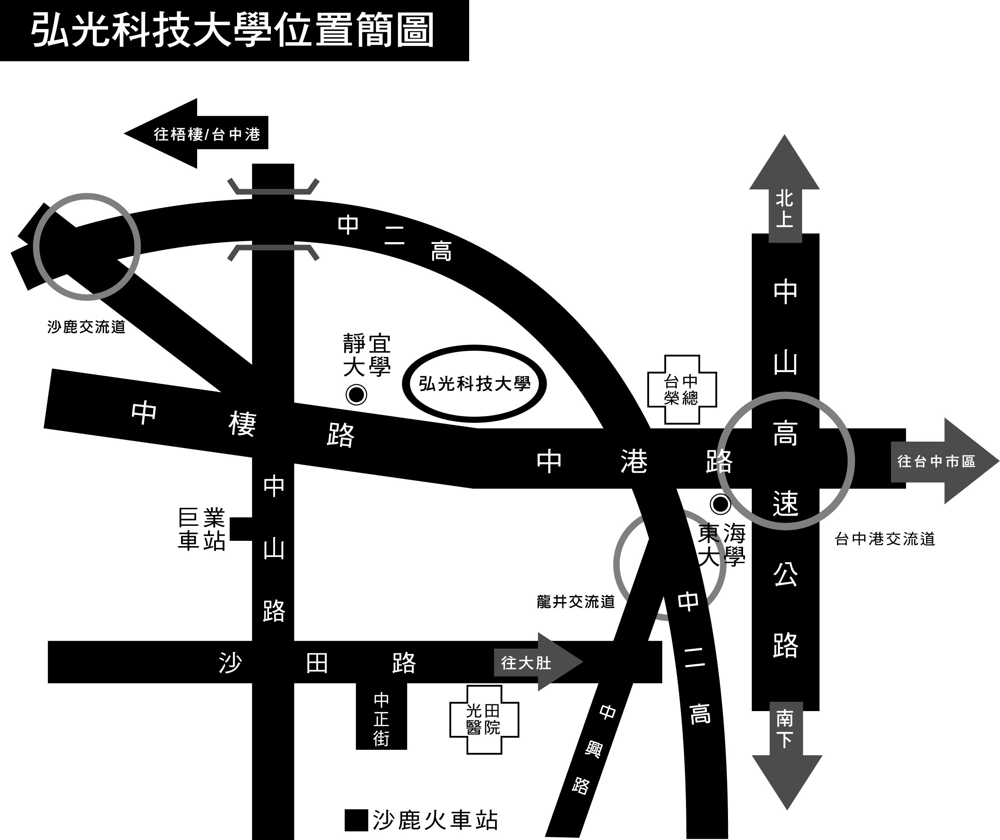 弘光科技大學位置簡圖
往梧棲/台中港
北上
中二高
中山高速公路
沙鹿交流道
靜宜
大學
弘光科技大學
台中
榮總
中棲路
中港路
往台中市區
中山路
巨業
車站
東海
大學
台中港交流道
龍井交流道
中二高
沙田路
往大肚
中正街
光田
醫院
中興路
南下
沙鹿火車站